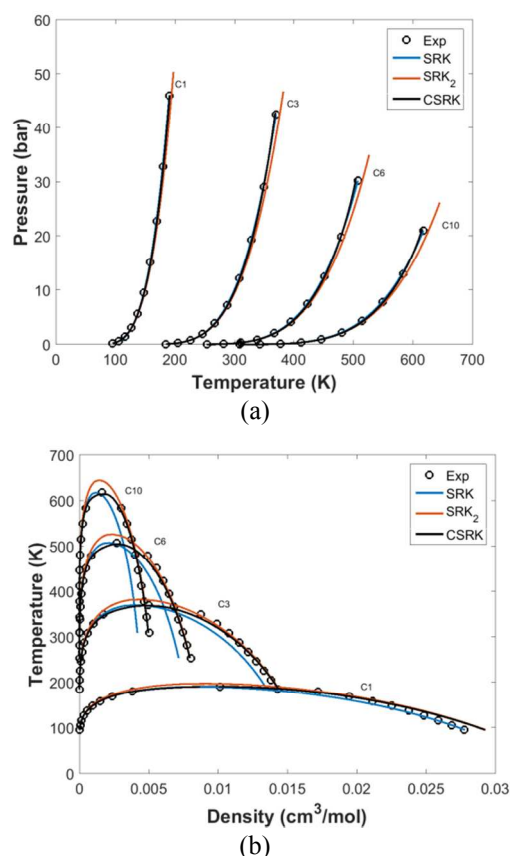 60
50
40
30
20
10
0
Pressure (bar)
C1
C3
C6
C10
Exp
SRK
SRK2
CSRK
0 100 200 300 400 500 600 700
Temperature (K)
(a)
700
600
500
400
300
200
100
0
Temperature (K)
C10
C6
C3
C1
Exp
SRK
SRK2
CSRK
0 0.005 0.01 0.015 0.02 0.025 0.03
Density (cm3/mol)
(b)